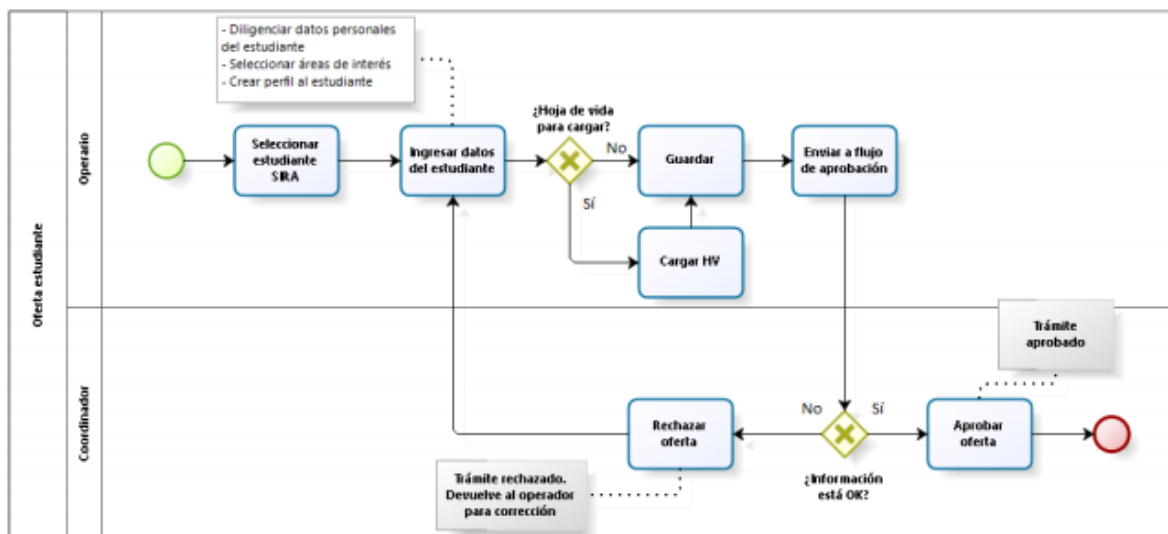 - Diligenciar datos personales
del estudiante
- Seleccionar áreas de interés
- Crear perfil al estudiante
Oferta estudiante
Operario
Seleccionar
estudiante
SIRA
Ingresar datos
del estudiante
¿Hoja de vida
para cargar?
No
Sí
Guardar
Enviar a flujo
de aprobación
Cargar HV
Coordinador
Trámite
aprobado
Rechazar
oferta
No
Sí
Aprobar
oferta
¿Información
está OK?
Trámite rechazado.
Devuelve al operador
para corrección